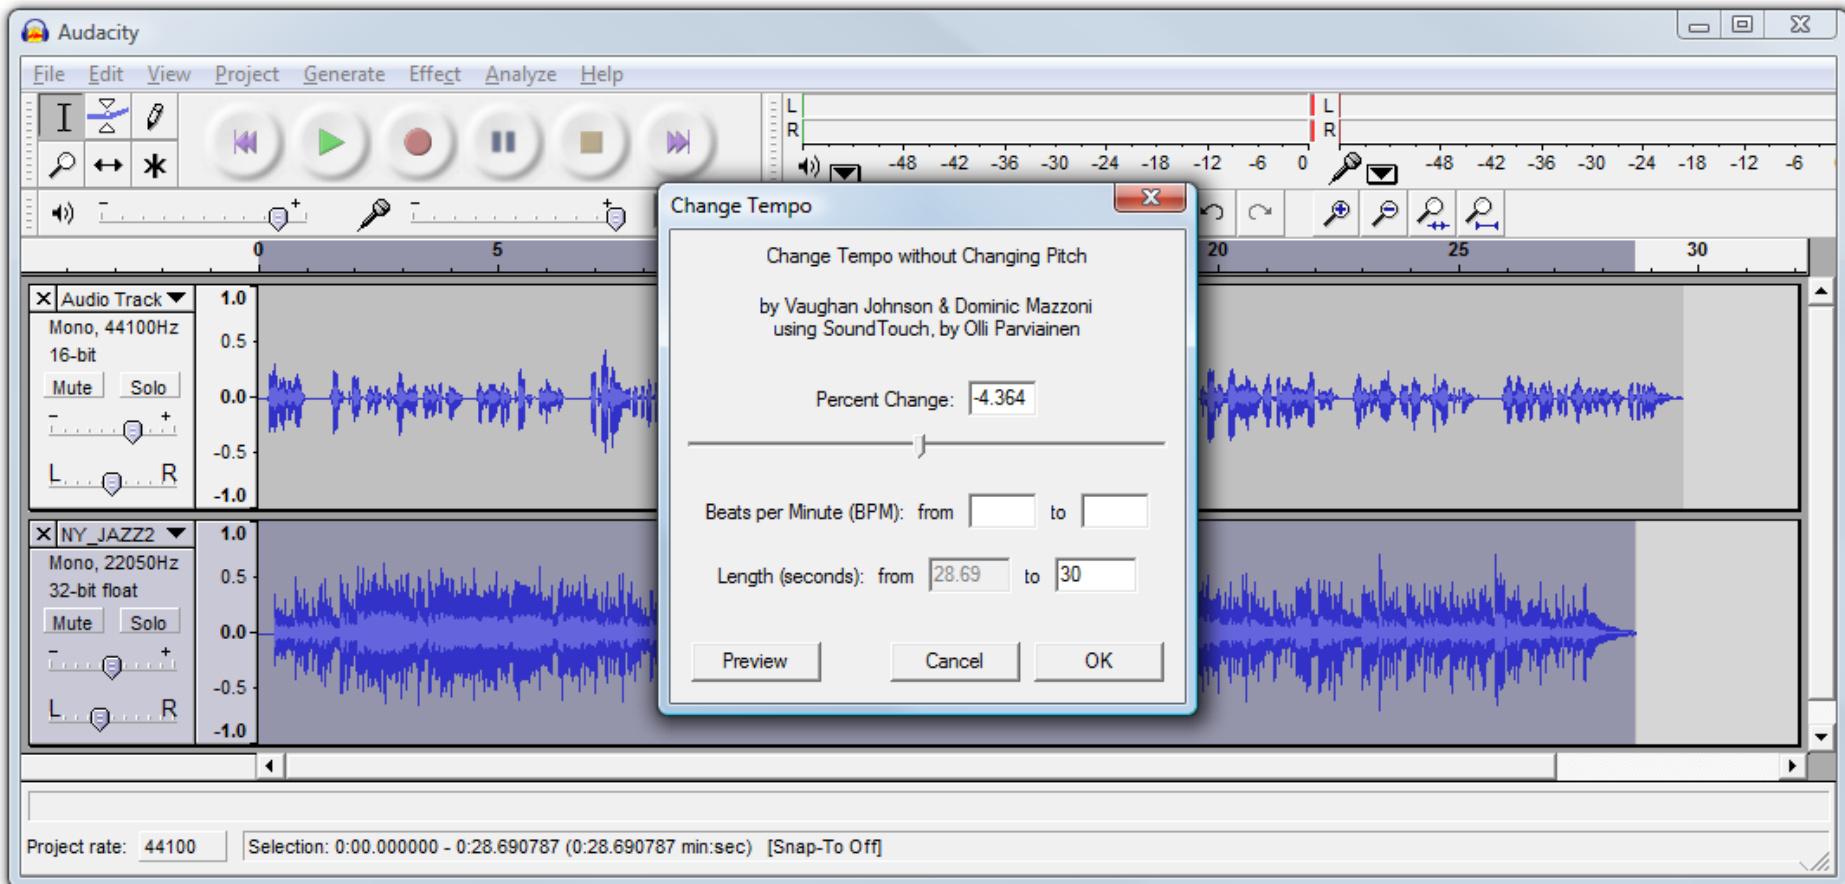 Audacity
File Edit View Project Generate Effect Analyze Help
L
R
-48 -42 -36 -30 -24 -18 -12 -6 0
L
R
-48 -42 -36 -30 -24 -18 -12 -6
- +
- +
0 5 20 25 30
Audio Track
Mono, 44100Hz
16-bit
Mute Solo
- +
L R
1.0
0.5
0.0
-0.5
-1.0
NY_JAZZ2
Mono, 22050Hz
32-bit float
Mute Solo
- +
L R
1.0
0.5
0.0
-0.5
-1.0
Change Tempo
Change Tempo without Changing Pitch
by Vaughan Johnson & Dominic Mazzoni
using SoundTouch, by Olli Parviainen
Percent Change: -4.364
Beats per Minute (BPM): from to
Length (seconds): from 28.69 to 30
Preview Cancel OK
Project rate: 44100 Selection: 0:00.000000 - 0:28.690787 (0:28.690787 min:sec) [Snap-To Off]